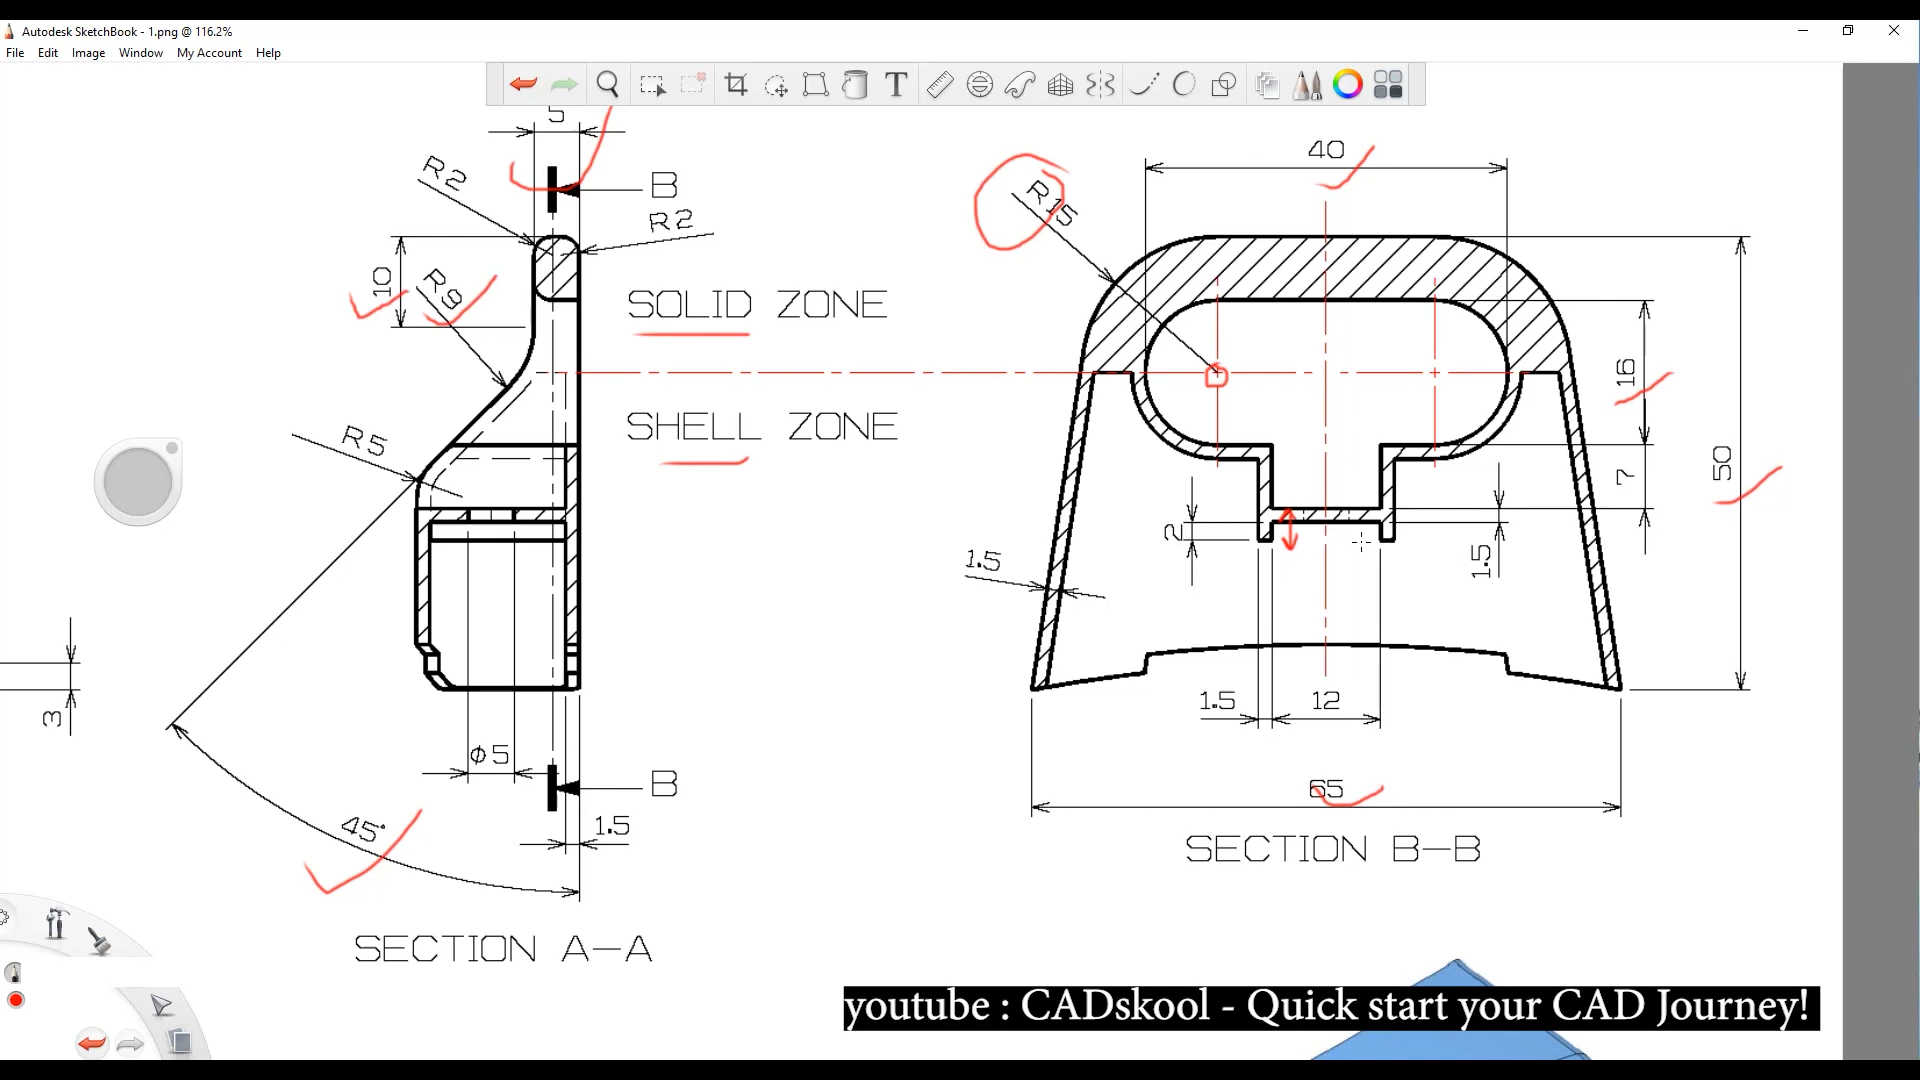 Autodesk SketchBook - 1.png @ 116.2%
File Edit Image Window My Account Help
T
5
40
R2
B
R2
R15
10
R9
SOLID ZONE
16
R5
SHELL ZONE
50
7
2
1.5
1.5
3
ϕ5
1.5
12
B
65
45°
1.5
SECTION B-B
SECTION A-A
youtube : CADskool - Quick start your CAD Journey!